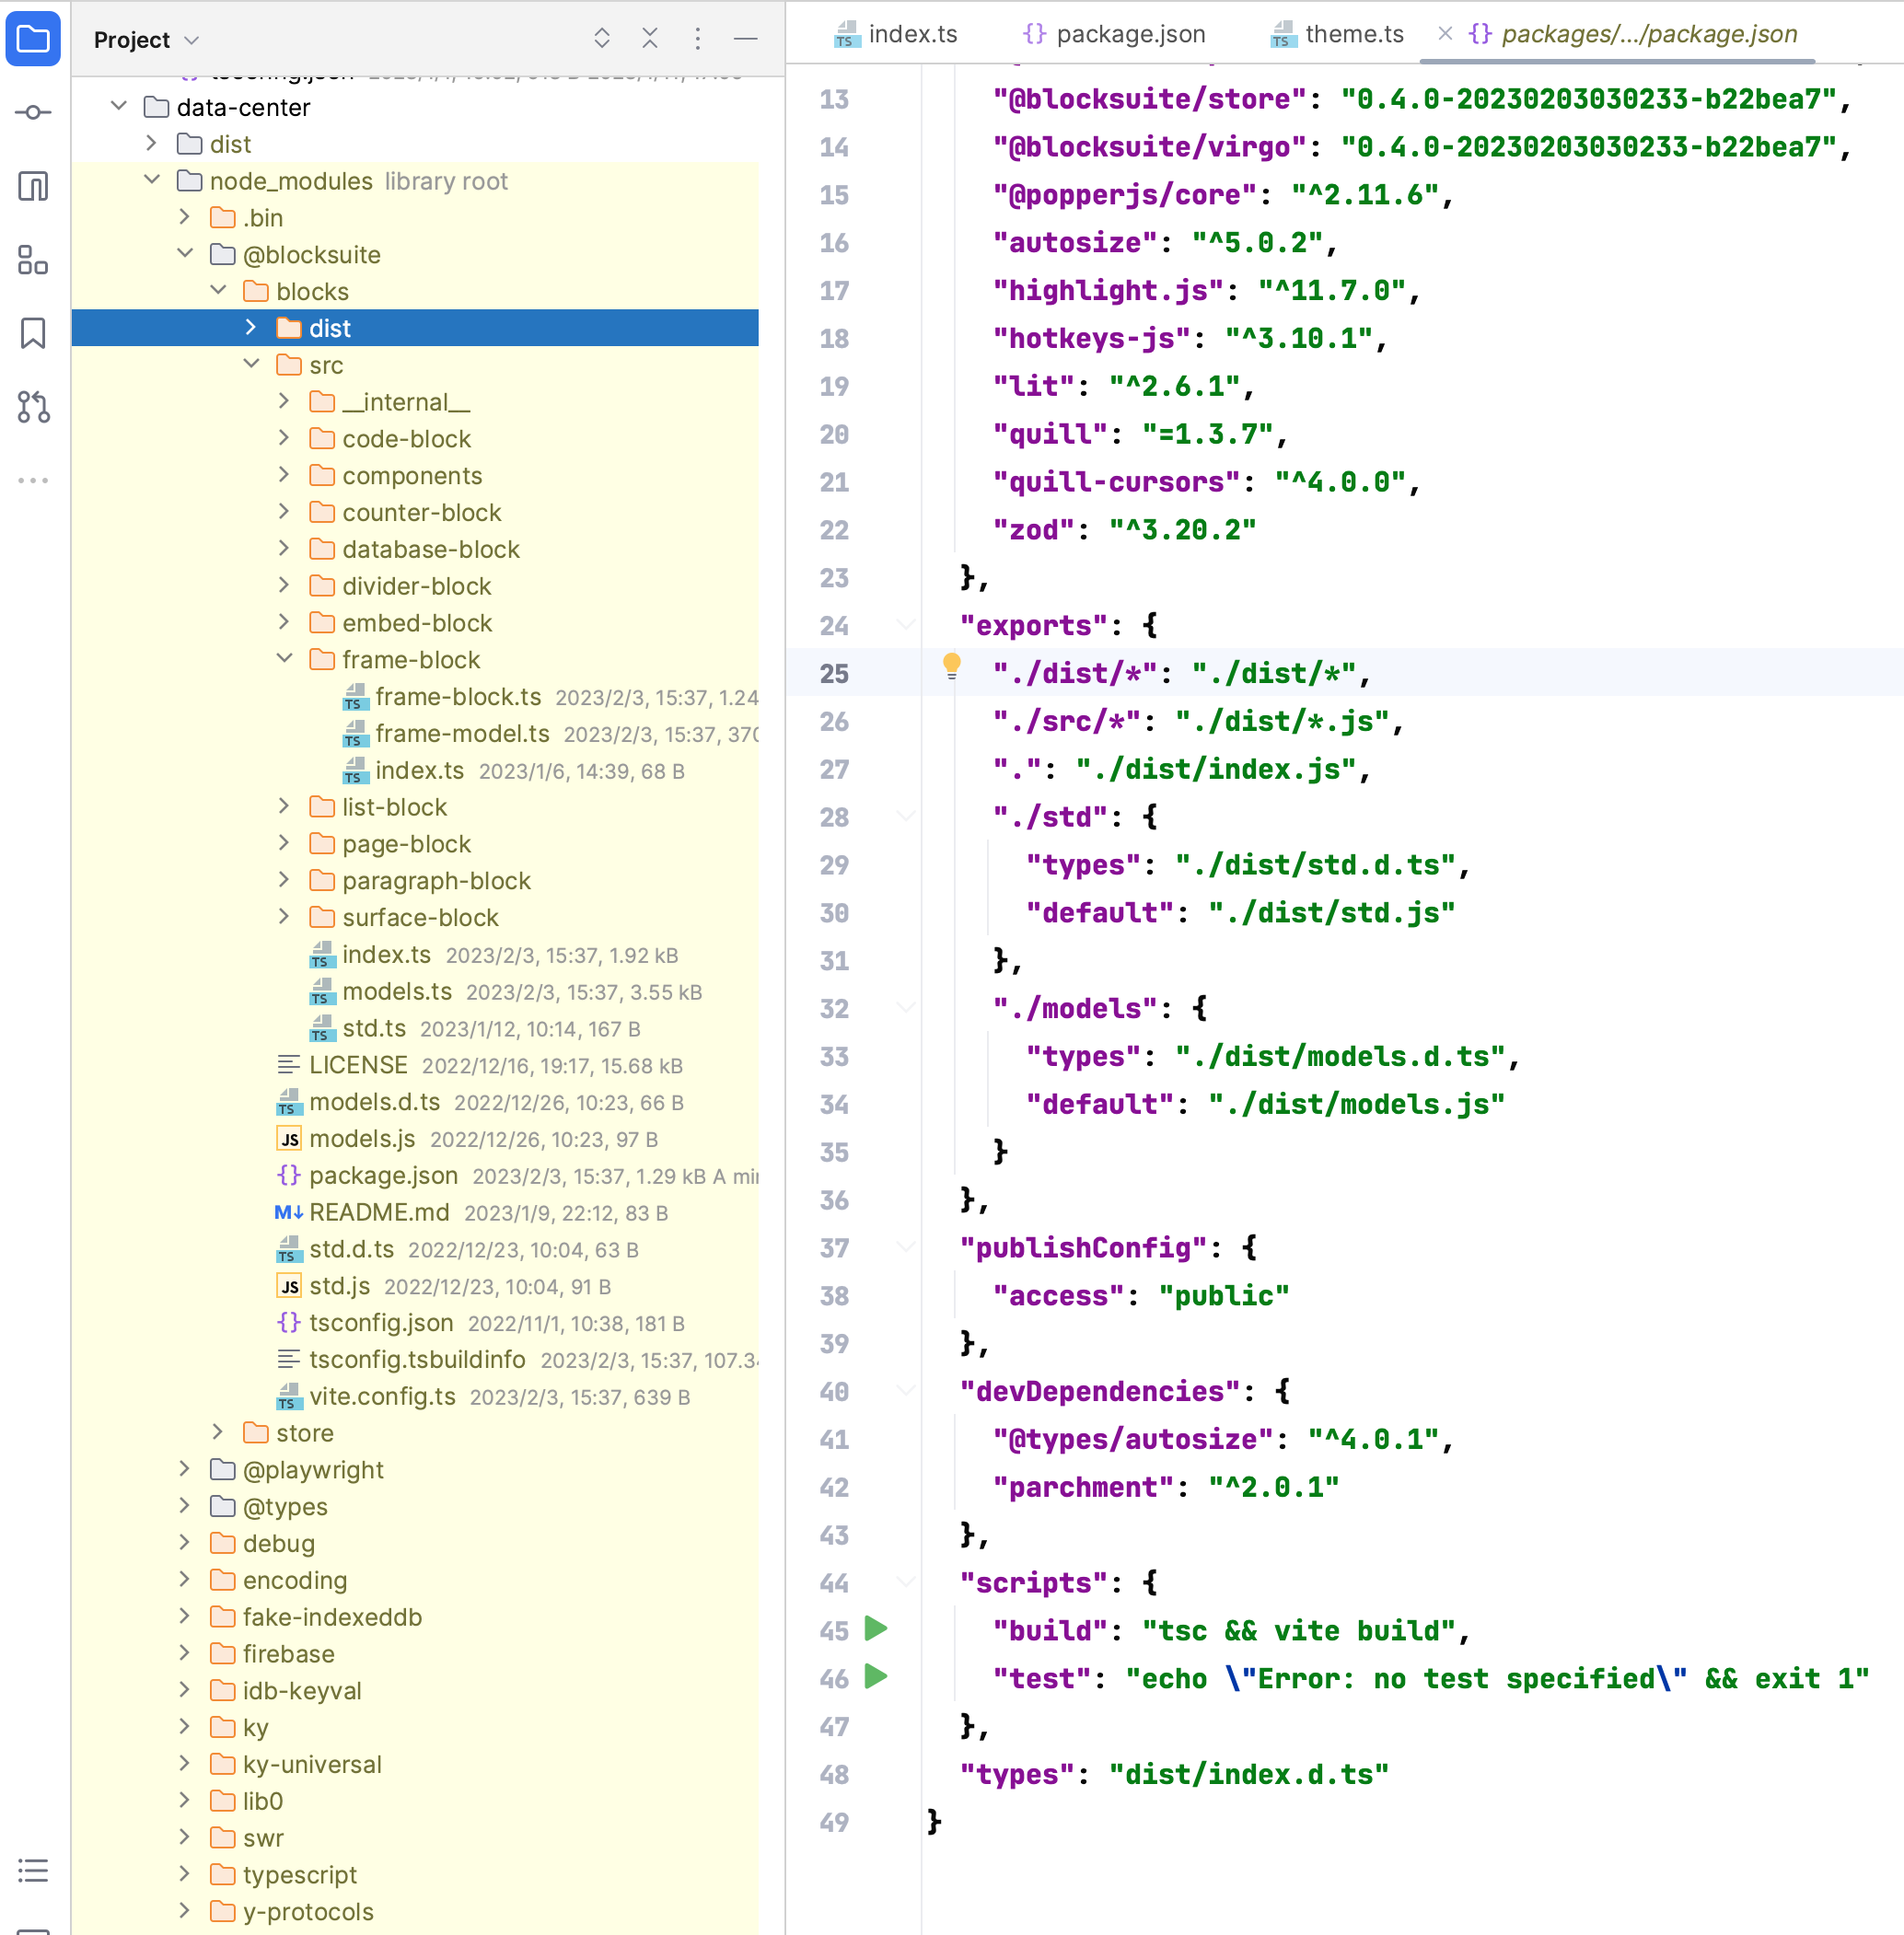 Project
data-center
dist
node_modules library root
.bin
@blocksuite
blocks
dist
src
__internal__
code-block
components
counter-block
database-block
divider-block
embed-block
frame-block
frame-block.ts 2023/2/3, 15:37, 1.24
frame-model.ts 2023/2/3, 15:37, 370
index.ts 2023/1/6, 14:39, 68 B
list-block
page-block
paragraph-block
surface-block
index.ts 2023/2/3, 15:37, 1.92 kB
models.ts 2023/2/3, 15:37, 3.55 kB
std.ts 2023/1/12, 10:14, 167 B
LICENSE 2022/12/16, 19:17, 15.68 kB
models.d.ts 2022/12/26, 10:23, 66 B
models.js 2022/12/26, 10:23, 97 B
package.json 2023/2/3, 15:37, 1.29 kB A mi
README.md 2023/1/9, 22:12, 83 B
std.d.ts 2022/12/23, 10:04, 63 B
std.js 2022/12/23, 10:04, 91 B
tsconfig.json 2022/11/1, 10:38, 181 B
tsconfig.tsbuildinfo 2023/2/3, 15:37, 107.3
vite.config.ts 2023/2/3, 15:37, 639 B
store
@playwright
@types
debug
encoding
fake-indexeddb
firebase
idb-keyval
ky
ky-universal
lib0
swr
typescript
y-protocols
index.ts package.json theme.ts packages/.../package.json
13 "@blocksuite/store": "0.4.0-20230203030233-b22bea7",
14 "@blocksuite/virgo": "0.4.0-20230203030233-b22bea7",
15 "@popperjs/core": "^2.11.6",
16 "autosize": "^5.0.2",
17 "highlight.js": "^11.7.0",
18 "hotkeys-js": "^3.10.1",
19 "lit": "^2.6.1",
20 "quill": "=1.3.7",
21 "quill-cursors": "^4.0.0",
22 "zod": "^3.20.2"
23 },
24 "exports": {
25 "./dist/*": "./dist/*",
26 "./src/*": "./dist/*.js",
27 ".": "./dist/index.js",
28 "./std": {
29 "types": "./dist/std.d.ts",
30 "default": "./dist/std.js"
31 },
32 "./models": {
33 "types": "./dist/models.d.ts",
34 "default": "./dist/models.js"
35 }
36 },
37 "publishConfig": {
38 "access": "public"
39 },
40 "devDependencies": {
41 "@types/autosize": "^4.0.1",
42 "parchment": "^2.0.1"
43 },
44 "scripts": {
45 "build": "tsc && vite build",
46 "test": "echo \"Error: no test specified\" && exit 1"
47 },
48 "types": "dist/index.d.ts"
49 }